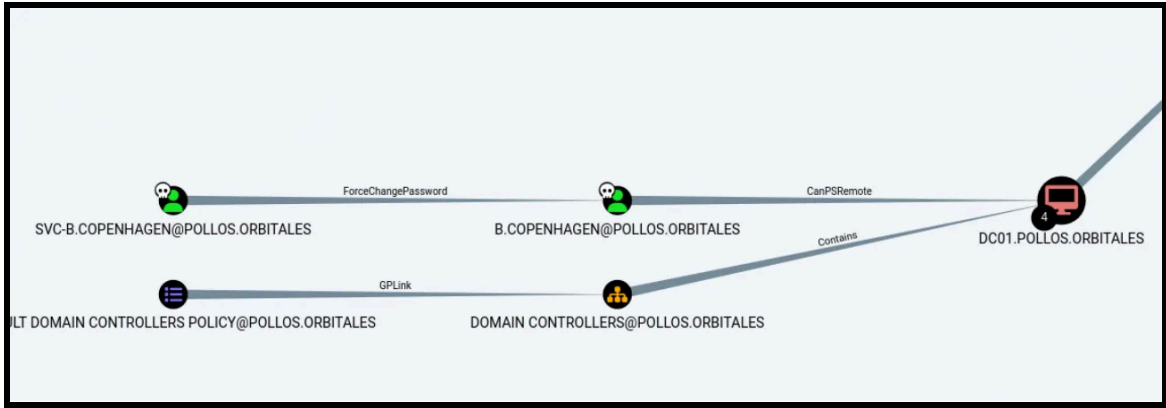 ForceChangePassword
CanPSRemote
SVC-B.COPENHAGEN@POLLOS.ORBITALES
B.COPENHAGEN@POLLOS.ORBITALES
4
DC01.POLLOS.ORBITALES
Contains
GPLink
ULT DOMAIN CONTROLLERS POLICY@POLLOS.ORBITALES
DOMAIN CONTROLLERS@POLLOS.ORBITALES